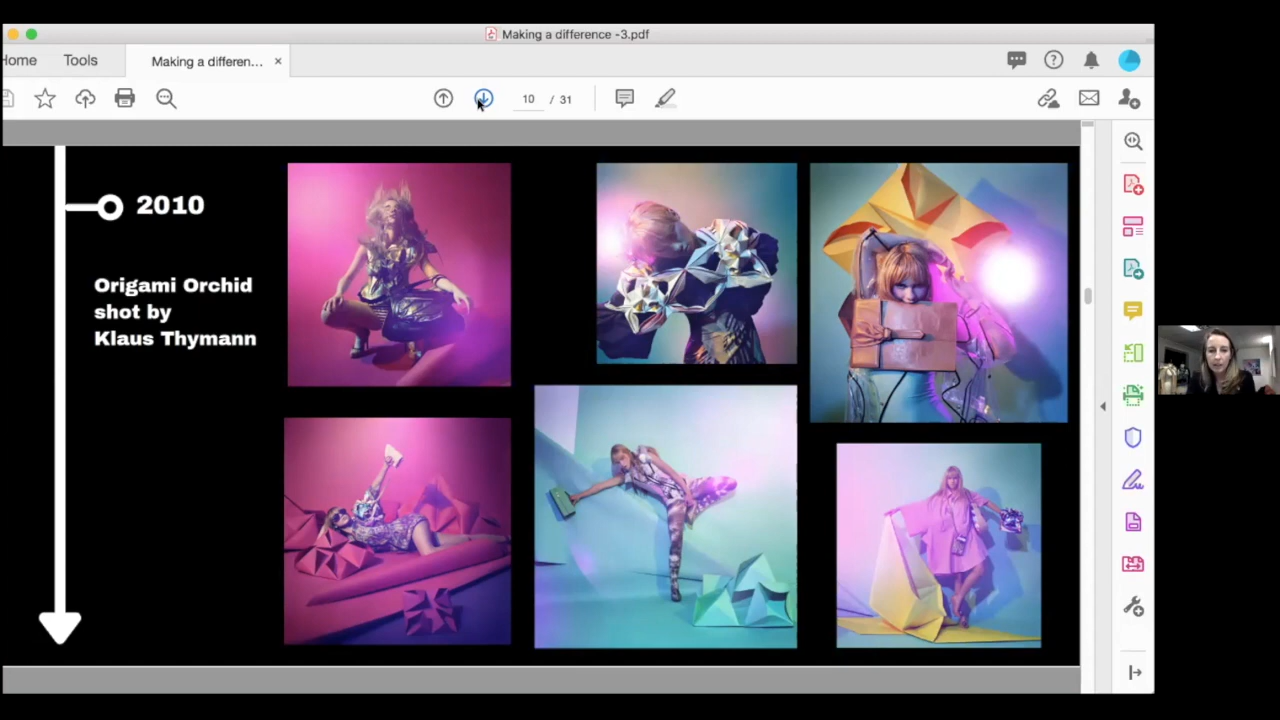 Making a difference -3.pdf
Home
Tools
Making a differen...
10 / 31
2010
Origami Orchid
shot by
Klaus Thymann